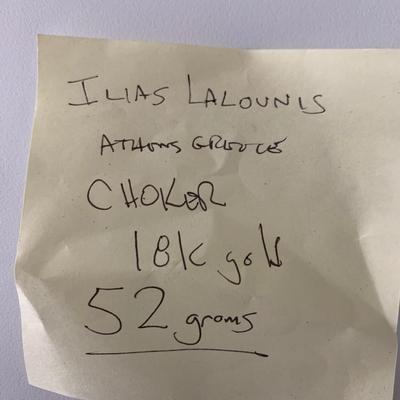 ILIAS LALOUNIS
ATHENS GREECE
CHOKER
18K gold
52 grams